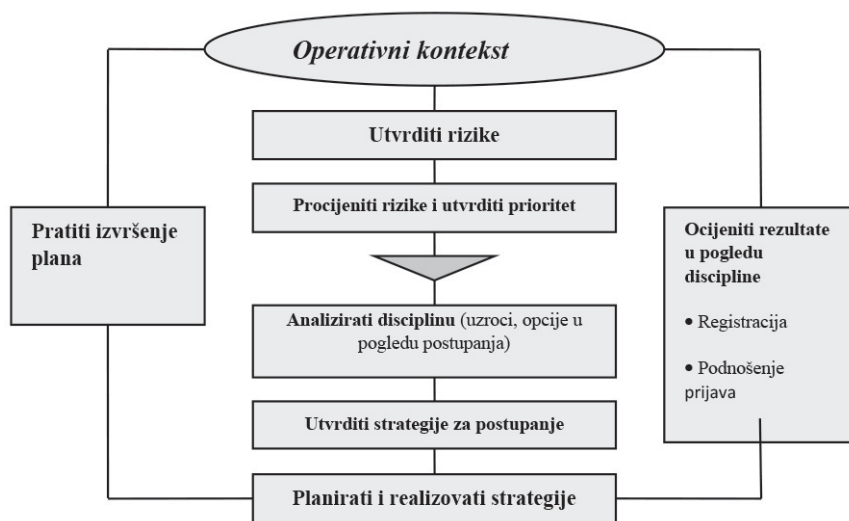 Operativni kontekst
Utvrditi rizike
Procijeniti rizike i utvrditi prioritet
Pratiti izvršenje
plana
Ocijeniti rezultate
u pogledu
discipline
• Registracija
• Podnošenje
prijava
Analizirati disciplinu (uzroci, opcije u
pogledu postupanja)
Utvrditi strategije za postupanje
Planirati i realizovati strategije